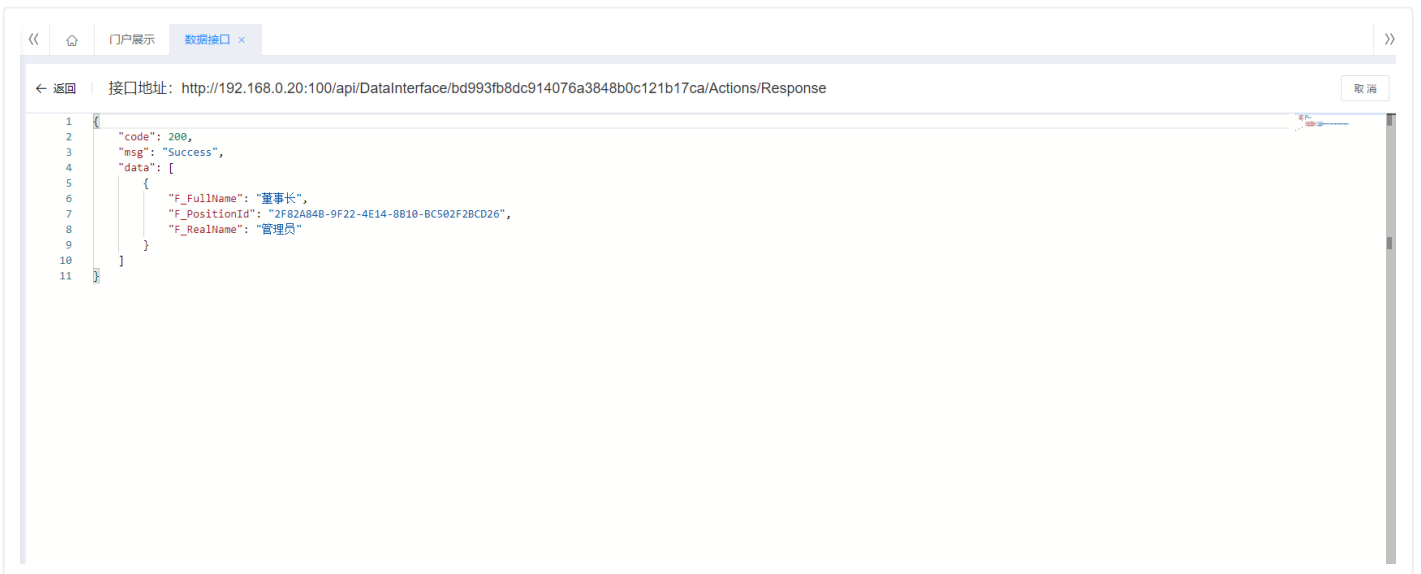 门户展示 数据接口 ×
← 返回 接口地址：http://192.168.0.20:100/api/DataInterface/bd993fb8dc914076a3848b0c121b17ca/Actions/Response 取消
1 {
2 "code": 200,
3 "msg": "Success",
4 "data": [
5 {
6 "F_FullName": "董事长",
7 "F_PositionId": "2F82A84B-9F22-4E14-8B10-BC502F2BCD26",
8 "F_RealName": "管理员"
9 }
10 ]
11 }